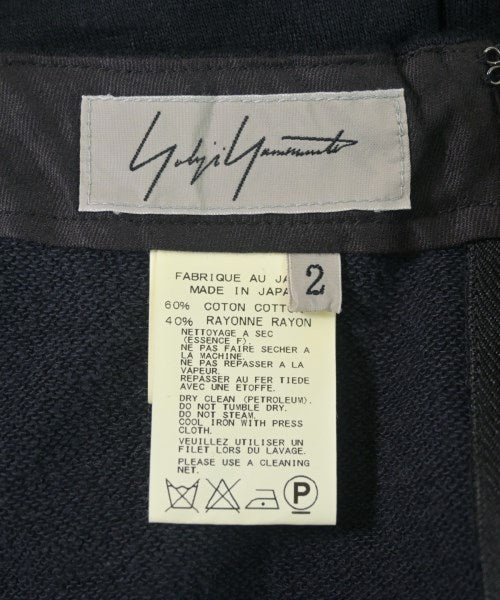 Yohji Yamamoto
2
FABRIQUE AU
MADE IN JAPAN
60% COTON COTTON
40% RAYONNE RAYON
NETTOYAGE A SEC
(ESSENCE F).
NE PAS FAIRE SECHER A
LA MACHINE.
NE PAS REPASSER A LA
VAPEUR.
REPASSER AU FER TIEDE
AVEC UNE ETOFFE.
DRY CLEAN (PETROLEUM).
DO NOT TUMBLE DRY.
DO NOT STEAM.
COOL IRON WITH PRESS
CLOTH.
VEUILLEZ UTILISER UN
FILET LORS DU LAVAGE.
PLEASE USE A CLEANING
NET.
P